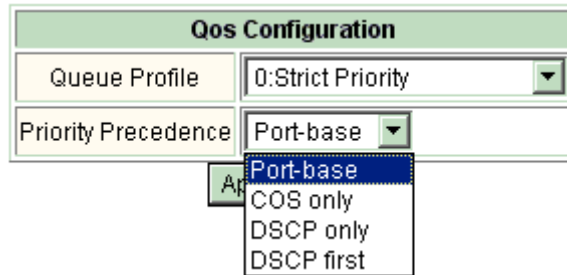 Qos Configuration
Queue Profile 0:Strict Priority
Priority Precedence Port-base
Port-base
COS only
DSCP only
DSCP first